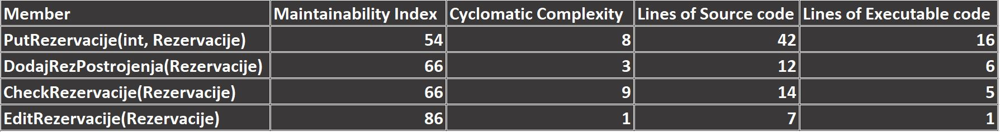 Member Maintainability Index Cyclomatic Complexity Lines of Source code Lines of Executable code
PutRezervacije(int, Rezervacije) 54 8 42 16
DodajRezPostrojenja(Rezervacije) 66 3 12 6
CheckRezervacije(Rezervacije) 66 9 14 5
EditRezervacije(Rezervacije) 86 1 7 1